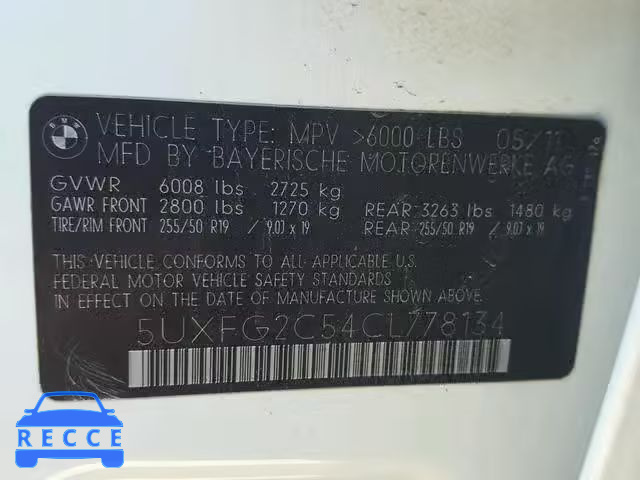 BMW
VEHICLE TYPE: MPV >6000 LBS 05/11
MFD BY BAYERISCHE MOTORENWERKE AG
GVWR 6008 lbs 2725 kg
GAWR FRONT 2800 lbs 1270 kg REAR 3263 lbs 1480 kg
TIRE/RIM FRONT 255/50 R19 9.0J x 19 REAR 255/50 R19 9.0J x 19
THIS VEHICLE CONFORMS TO ALL APPLICABLE U.S.
FEDERAL MOTOR VEHICLE SAFETY STANDARDS
IN EFFECT ON THE DATE OF MANUFACTURE SHOWN ABOVE.
5UXFG2C54CL778134
RECCE